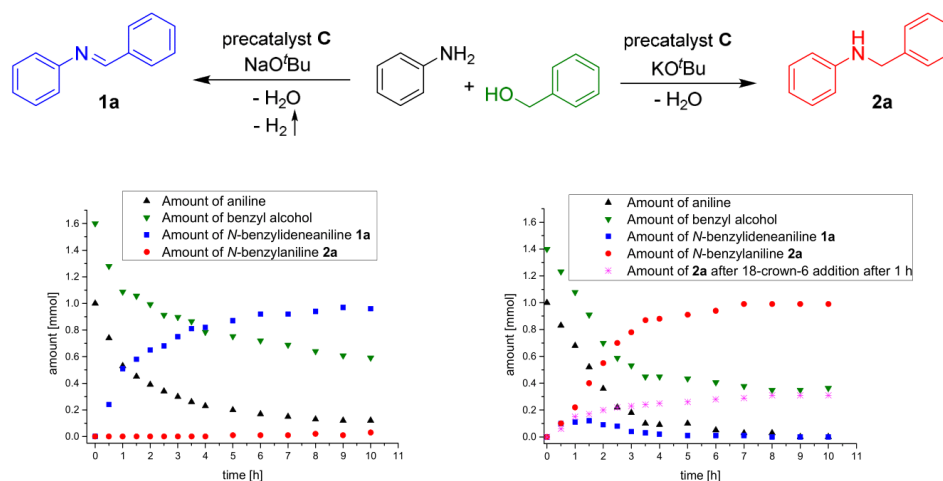 N
1a
precatalyst C
NaOᵗBu
- H₂O
- H₂
NH₂
+
HO
precatalyst C
KOᵗBu
- H₂O
H
N
2a
Amount of aniline
Amount of benzyl alcohol
Amount of N-benzylideneaniline 1a
Amount of N-benzylaniline 2a
amount [mmol]
1.6
1.4
1.2
1.0
0.8
0.6
0.4
0.2
0.0
0 1 2 3 4 5 6 7 8 9 10 11
time [h]
Amount of aniline
Amount of benzyl alcohol
Amount of N-benzylideneaniline 1a
Amount of N-benzylaniline 2a
Amount of 2a after 18-crown-6 addition after 1 h
amount [mmol]
1.6
1.4
1.2
1.0
0.8
0.6
0.4
0.2
0.0
0 1 2 3 4 5 6 7 8 9 10 11
time [h]